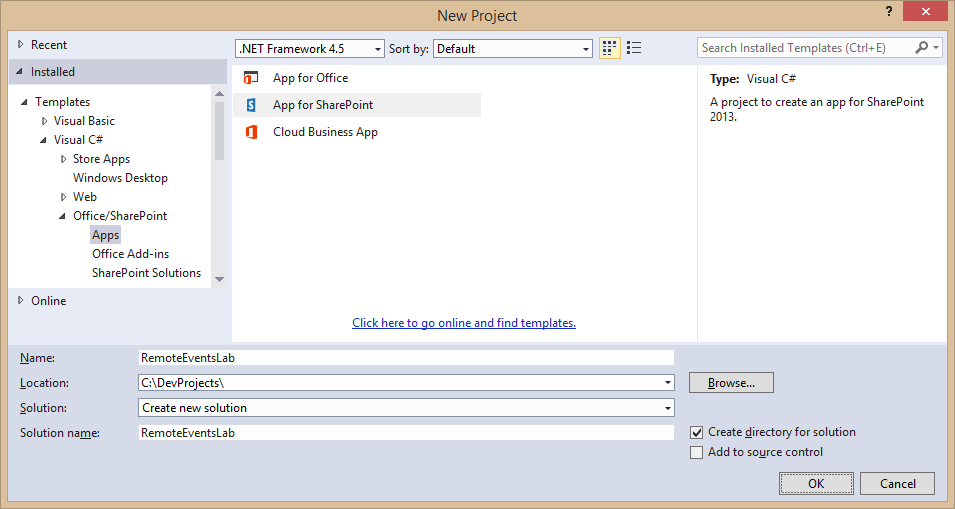 New Project
?
Recent
Installed
Templates
Visual Basic
Visual C#
Store Apps
Windows Desktop
Web
Office/SharePoint
Apps
Office Add-ins
SharePoint Solutions
Online
.NET Framework 4.5
Sort by: Default
App for Office
App for SharePoint
Cloud Business App
Click here to go online and find templates.
Search Installed Templates (Ctrl+E)
Type: Visual C#
A project to create an app for SharePoint
2013.
Name: RemoteEventsLab
Location: C:\DevProjects\ Browse...
Solution: Create new solution
Solution name: RemoteEventsLab
Create directory for solution
Add to source control
OK Cancel